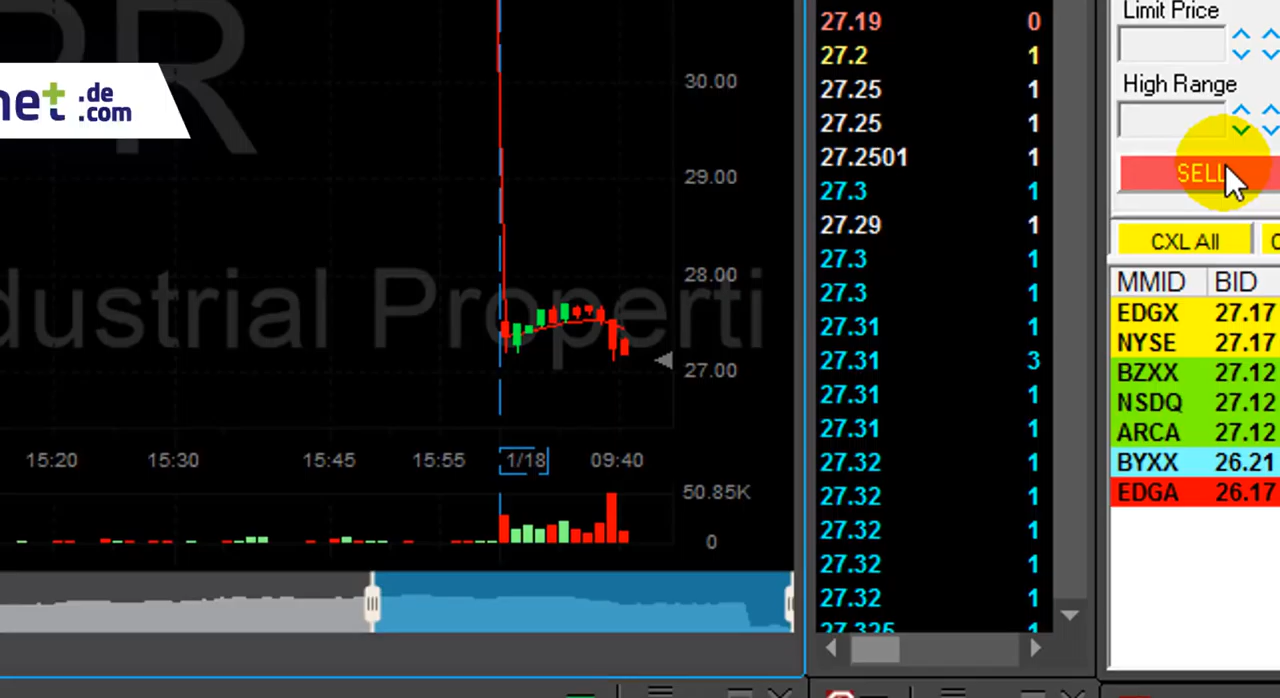 PR
net .de
.com
dustrial Properti
30.00
29.00
28.00
27.00
15:20 15:30 15:45 15:55 1/18 09:40
50.85K
0
27.19 0
27.2 1
27.25 1
27.25 1
27.2501 1
27.3 1
27.29 1
27.3 1
27.3 1
27.31 1
27.31 3
27.31 1
27.31 1
27.32 1
27.32 1
27.32 1
27.32 1
27.32 1
27.325 1
Limit Price
High Range
SELL
CXL All
MMID BID
EDGX 27.17
NYSE 27.17
BZXX 27.12
NSDQ 27.12
ARCA 27.12
BYXX 26.21
EDGA 26.17